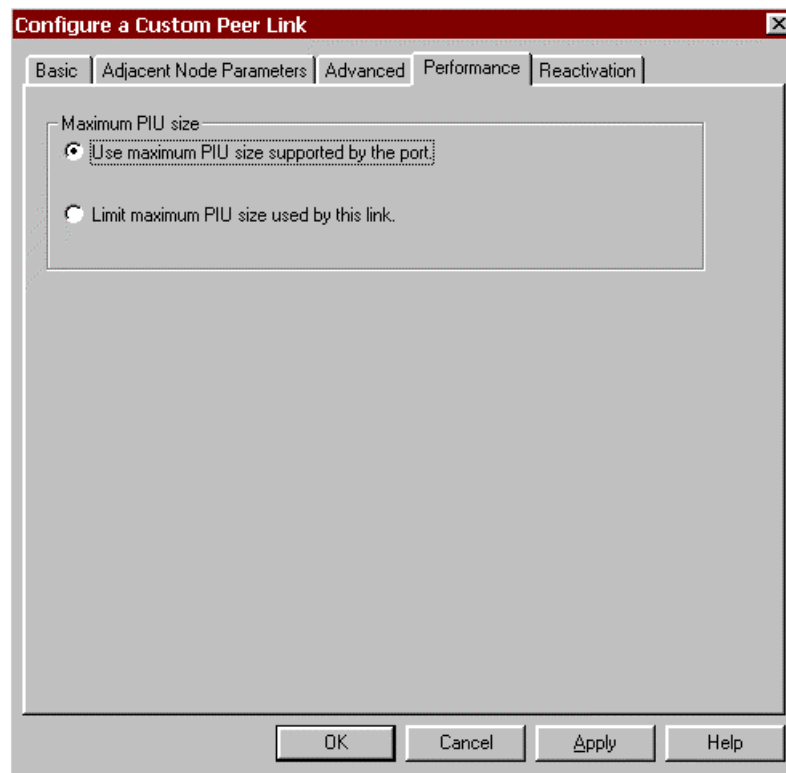 Configure a Custom Peer Link
Basic Adjacent Node Parameters Advanced Performance Reactivation
Maximum PIU size
Use maximum PIU size supported by the port.
Limit maximum PIU size used by this link.
OK Cancel Apply Help